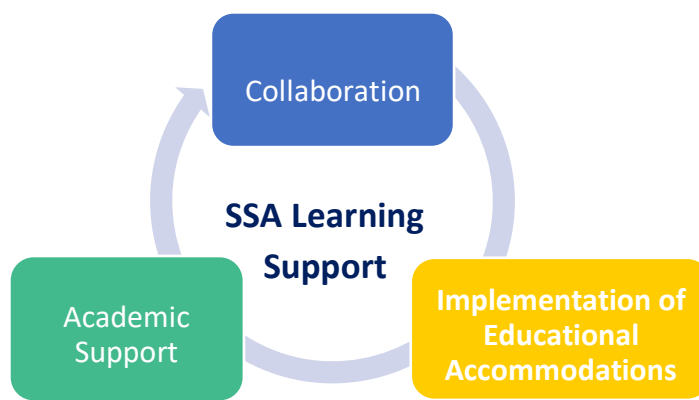 Collaboration
SSA Learning
Support
Academic
Support
Implementation of
Educational
Accommodations